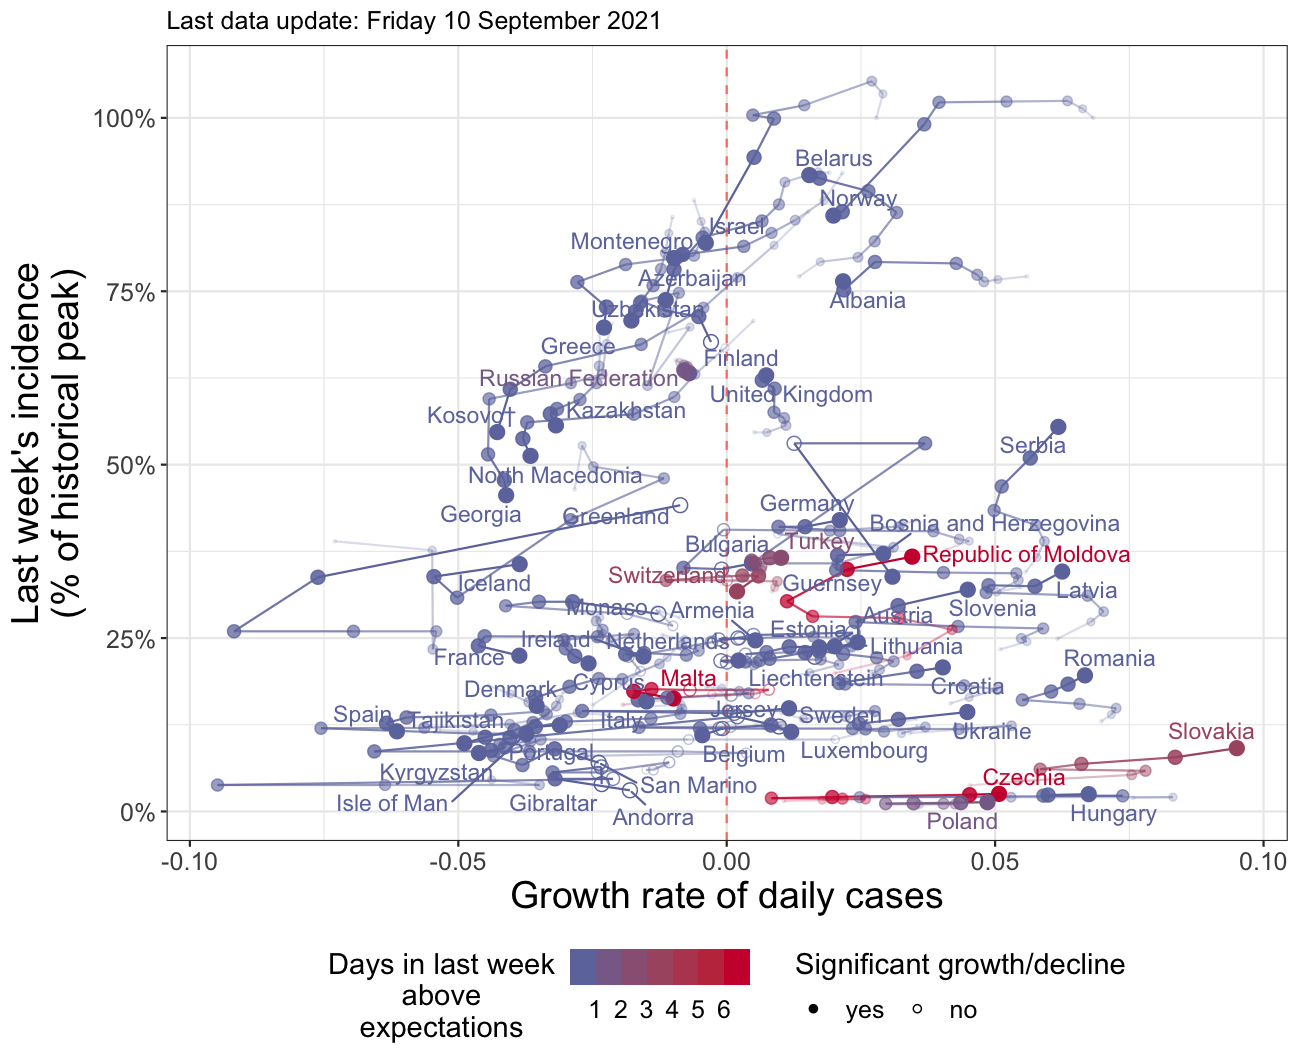 Last data update: Friday 10 September 2021
Last week's incidence
(% of historical peak)
100%
75%
50%
25%
0%
Belarus
Norway
Israel
Montenegro
Azerbaijan
Albania
Uzbekistan
Greece
Finland
Russian Federation
United Kingdom
Kosovo†
Kazakhstan
Serbia
North Macedonia
Germany
Georgia
Greenland
Bosnia and Herzegovina
Bulgaria
Turkey
Republic of Moldova
Switzerland
Guernsey
Iceland
Latvia
Monaco
Armenia
Austria
Slovenia
Estonia
Ireland
Netherlands
Lithuania
France
Romania
Malta
Liechtenstein
Denmark
Cyprus
Croatia
Spain
Tajikistan
Italy
Jersey
Sweden
Ukraine
Slovakia
Portugal
Belgium
Luxembourg
Kyrgyzstan
San Marino
Czechia
Isle of Man
Gibraltar
Andorra
Poland
Hungary
-0.10
-0.05
0.00
0.05
0.10
Growth rate of daily cases
Days in last week
above
expectations
1 2 3 4 5 6
Significant growth/decline
yes
no